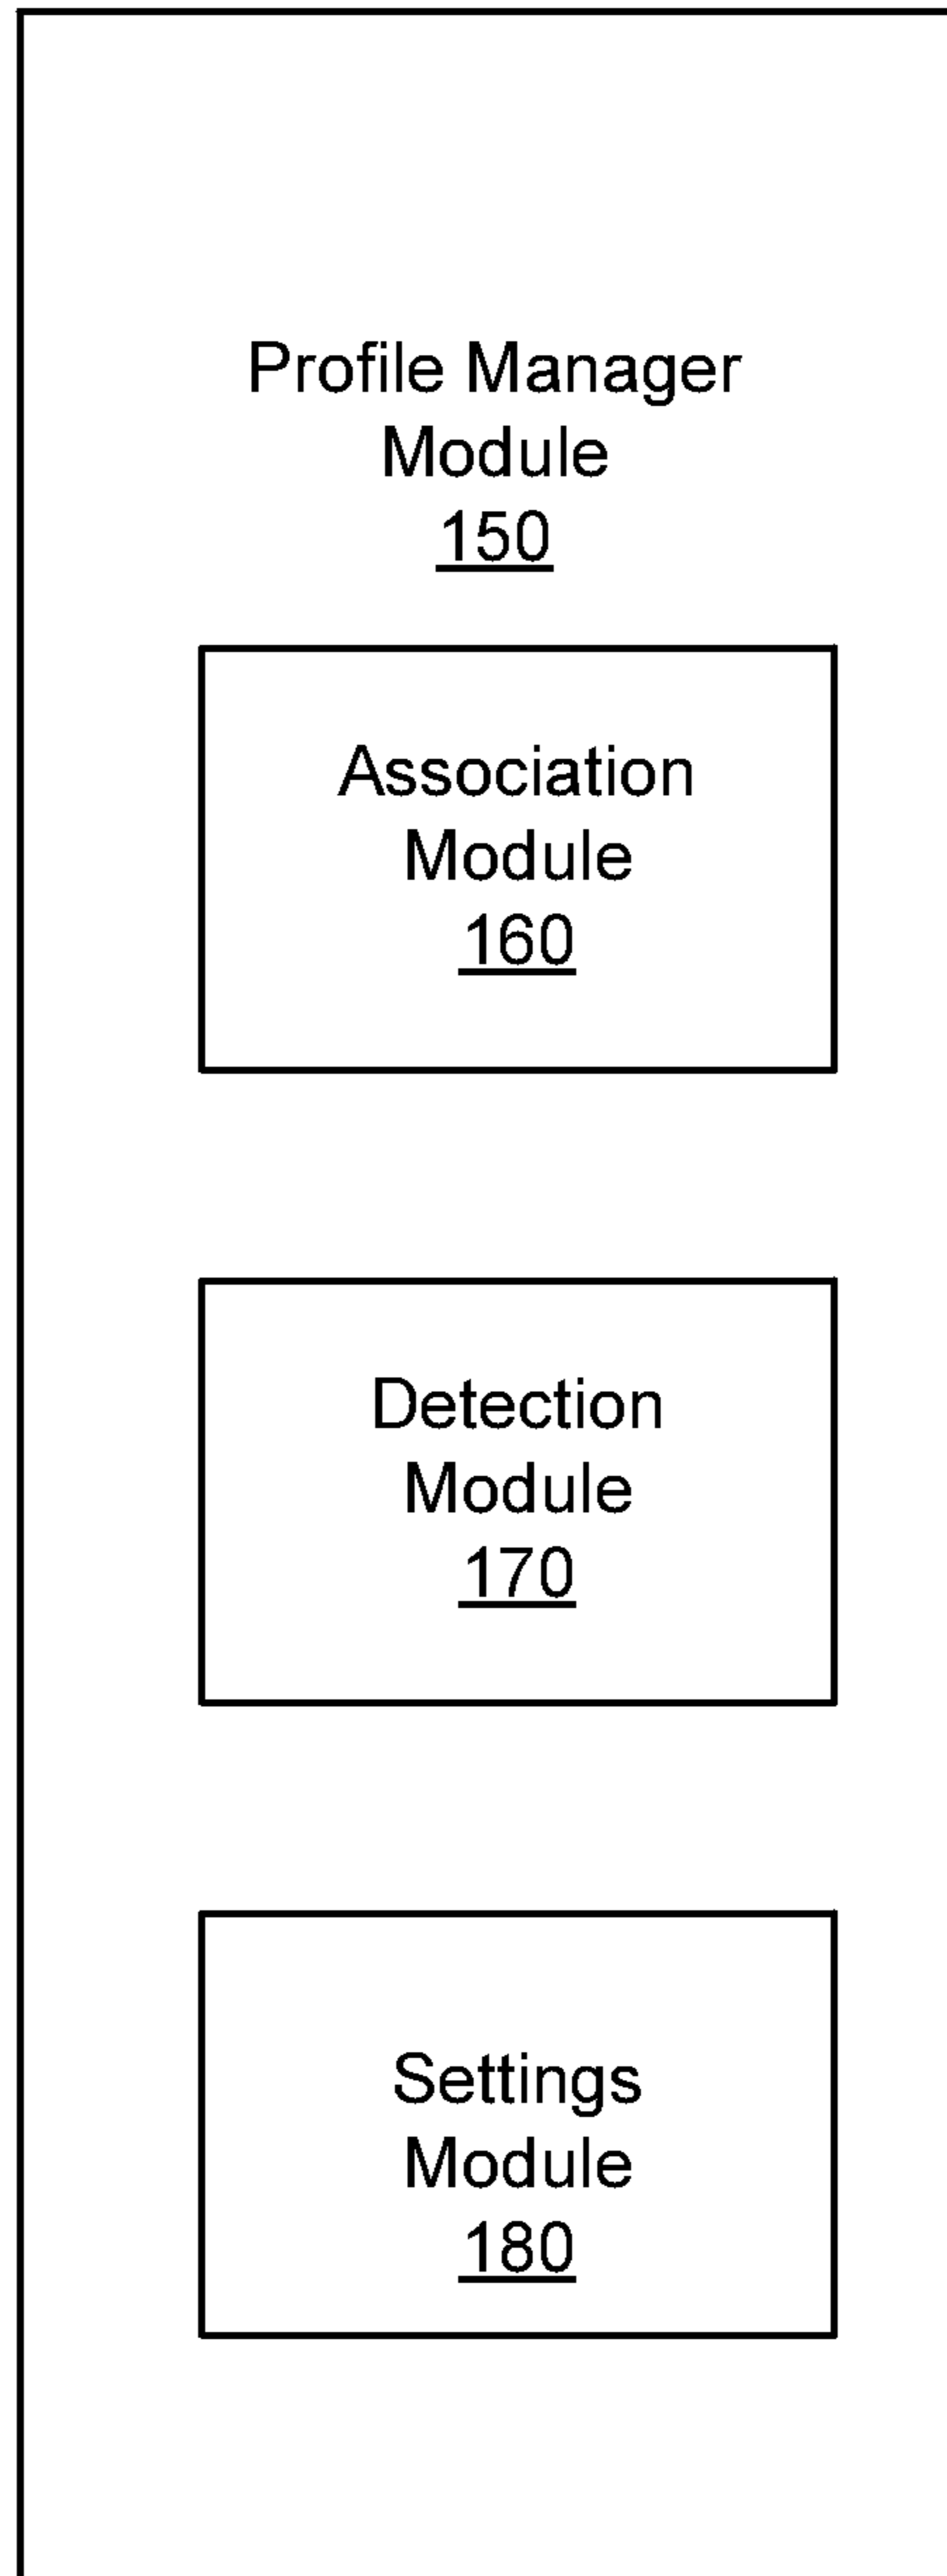 Profile Manager
Module
150
Association
Module
160
Detection
Module
170
Settings
Module
180